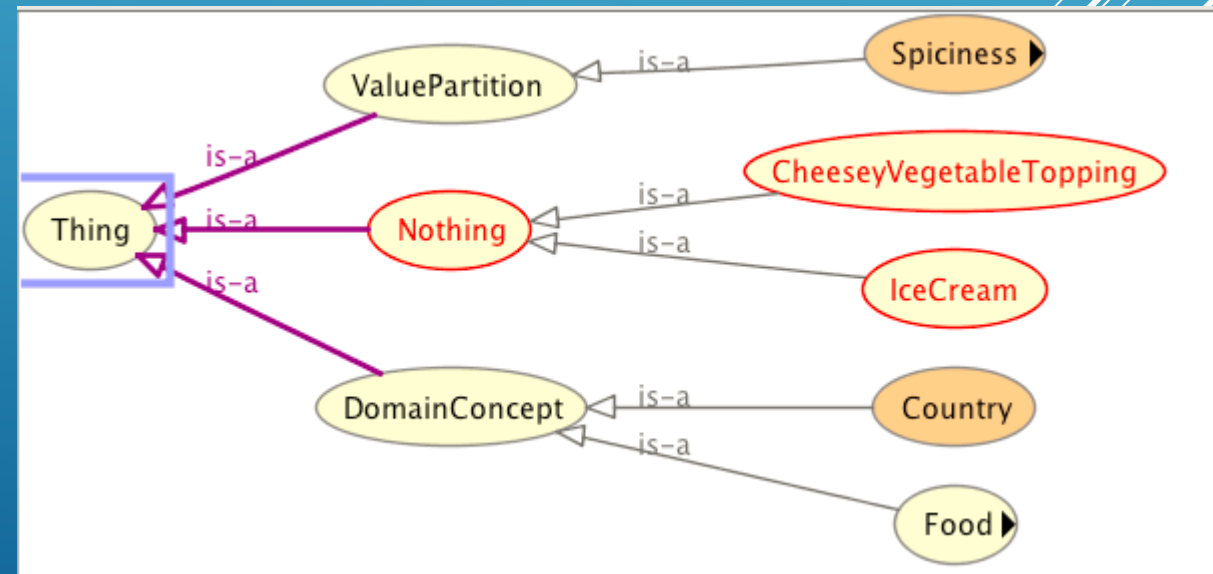 Spiciness
is-a
ValuePartition
is-a
CheeseyVegetableTopping
is-a
Thing
is-a
Nothing
is-a
is-a
IceCream
DomainConcept
is-a
Country
is-a
Food